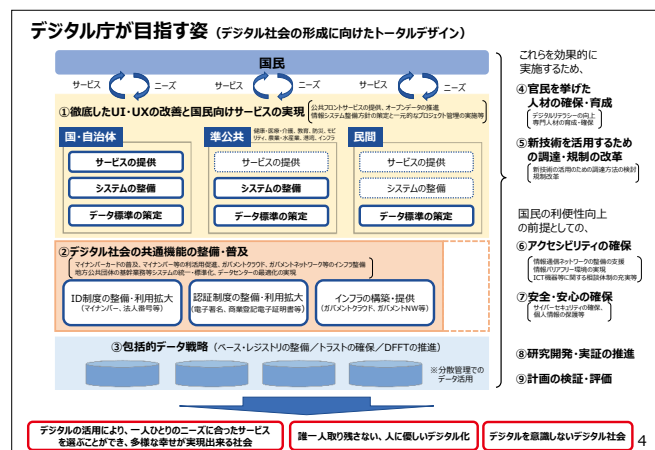 デジタル庁が目指す姿（デジタル社会の形成に向けたトータルデザイン）
国民
サービス ニーズ サービス ニーズ サービス ニーズ
①徹底したUI・UXの改善と国民向けサービスの実現
公共フロントサービスの提供、オープンデータの推進
情報システム整備方針の策定と一元的なプロジェクト管理の実施等
国・自治体
サービスの提供
システムの整備
データ標準の策定
準公共
健康・医療・介護、教育、防災、モビ
リティ、農業・水産業、港湾、インフラ
サービスの提供
システムの整備
データ標準の策定
民間
サービスの提供
システムの整備
データ標準の策定
②デジタル社会の共通機能の整備・普及
マイナンバーカードの普及、マイナンバー等の利活用促進、ガバメントクラウド、ガバメントネットワーク等のインフラ整備
地方公共団体の基幹業務等システムの統一・標準化、データセンターの最適化の実現
ID制度の整備・利用拡大
（マイナンバー、法人番号等）
認証制度の整備・利用拡大
（電子署名、商業登記電子証明書等）
インフラの構築・提供
（ガバメントクラウド、ガバメントNW等）
③包括的データ戦略（ベース・レジストリの整備／トラストの確保／DFFTの推進）
※分散管理での
データ活用
これらを効果的に
実施するため、
④官民を挙げた
人材の確保・育成
デジタルリテラシーの向上
専門人材の育成・確保
⑤新技術を活用するため
の調達・規制の改革
新技術の活用のための調達方法の検討
規制改革
国民の利便性向上
の前提としての、
⑥アクセシビリティの確保
情報通信ネットワークの整備の支援
情報バリアフリー環境の実現
ICT機器等に関する相談体制の充実等
⑦安全・安心の確保
サイバーセキュリティの確保、
個人情報の保護等
⑧研究開発・実証の推進
⑨計画の検証・評価
デジタルの活用により、一人ひとりのニーズに合ったサービス
を選ぶことができ、多様な幸せが実現出来る社会
誰一人取り残さない、人に優しいデジタル化
デジタルを意識しないデジタル社会
4